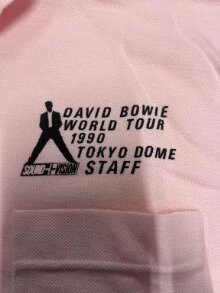 DAVID BOWIE
WORLD TOUR
1990
TOKYO DOME
SOUND+VISION STAFF